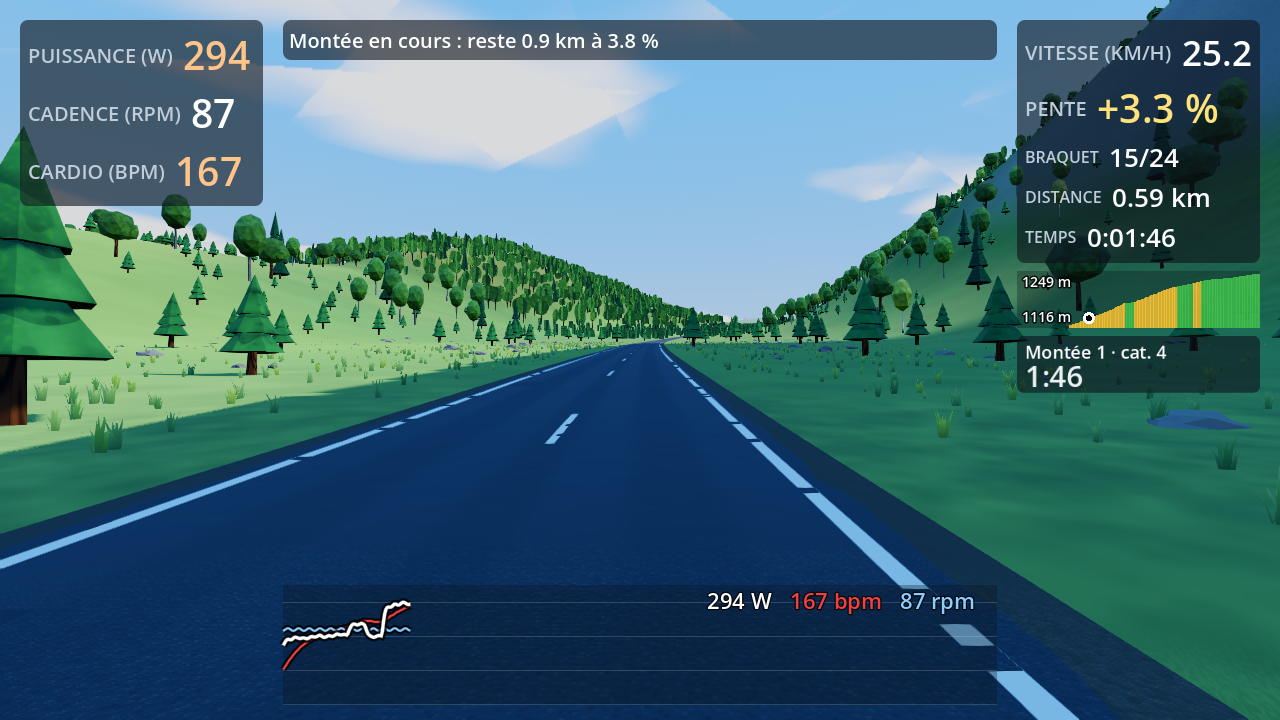 PUISSANCE (W) 294
CADENCE (RPM) 87
CARDIO (BPM) 167
Montée en cours : reste 0.9 km à 3.8 %
VITESSE (KM/H) 25.2
PENTE +3.3 %
BRAQUET 15/24
DISTANCE 0.59 km
TEMPS 0:01:46
1249 m
1116 m
Montée 1 · cat. 4
1:46
294 W 167 bpm 87 rpm